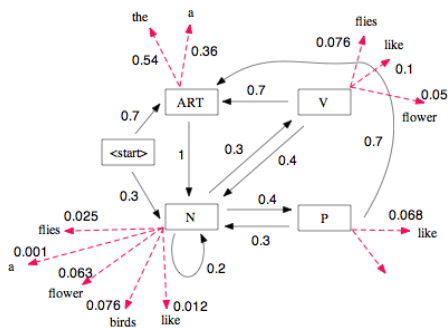 the
a
flies
0.076
like
0.54
0.36
0.1
ART
V
0.05
flower
0.7
0.7
<start>
1
0.3
0.4
0.7
0.3
0.025
flies
N
0.4
P
0.068
like
0.3
0.001
a
0.063
flower
0.2
0.076
birds
0.012
like